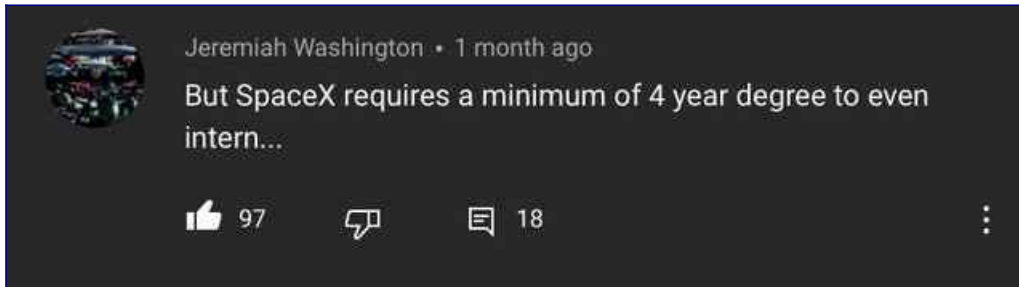 Jeremiah Washington • 1 month ago
But SpaceX requires a minimum of 4 year degree to even
intern...
97 18